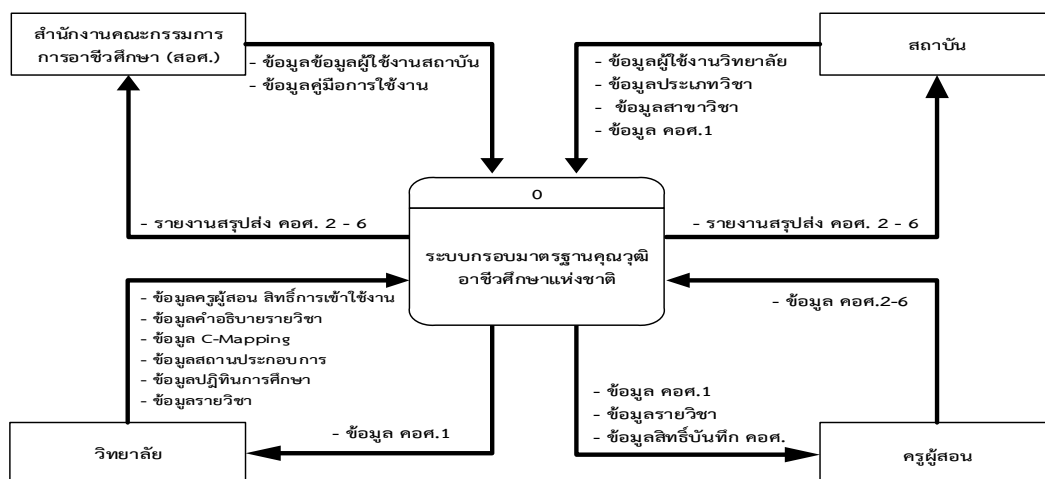 สำนักงานคณะกรรมการ
การอาชีวศึกษา (สอศ.)
- ข้อมูลข้อมูลผู้ใช้งานสถาบัน
- ข้อมูลคู่มือการใช้งาน
- ข้อมูลผู้ใช้งานวิทยาลัย
- ข้อมูลประเภทวิชา
- ข้อมูลสาขาวิชา
- ข้อมูล คอศ.1
สถาบัน
0
ระบบกรอบมาตรฐานคุณวุฒิ
อาชีวศึกษาแห่งชาติ
- รายงานสรุปส่ง คอศ. 2 - 6
- รายงานสรุปส่ง คอศ. 2 - 6
- ข้อมูลครูผู้สอน สิทธิ์การเข้าใช้งาน
- ข้อมูลคำอธิบายรายวิชา
- ข้อมูล C-Mapping
- ข้อมูลสถานประกอบการ
- ข้อมูลปฎิทินการศึกษา
- ข้อมูลรายวิชา
- ข้อมูล คอศ.2-6
- ข้อมูล คอศ.1
- ข้อมูลรายวิชา
- ข้อมูลสิทธิ์บันทึก คอศ.
- ข้อมูล คอศ.1
วิทยาลัย
ครูผู้สอน